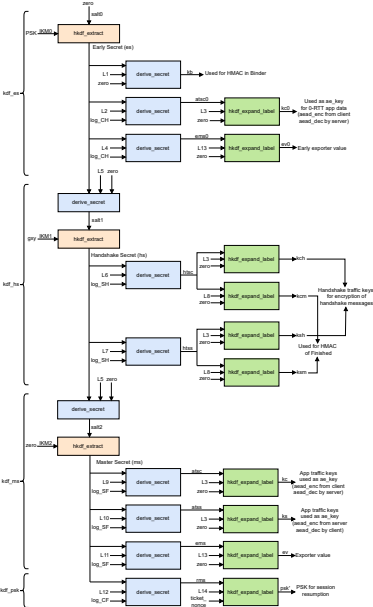 zero
salt0
PSK IKM0 hkdf_extract
Early Secret (es)
L1
zero
derive_secret
kb
Used for HMAC in Binder
kdf_es
L2
log_CH
derive_secret
atsc0
L3
zero
hkdf_expand_label
kc0
Used as ae_key
for 0-RTT app data
(aead_enc from client
aead_dec by server)
L4
log_CH
derive_secret
ems0
L13
zero
hkdf_expand_label
ev0
Early exporter value
L5 zero
derive_secret
salt1
gxy IKM1 hkdf_extract
Handshake Secret (hs)
kdf_hs
L6
log_SH
derive_secret
htsc
L3
zero
hkdf_expand_label
kch
L8
zero
hkdf_expand_label
kcm
Handshake traffic keys
for encryption of
handshake messages
L7
log_SH
derive_secret
htss
L3
zero
hkdf_expand_label
ksh
Used for HMAC
of Finished
L8
zero
hkdf_expand_label
ksm
L5 zero
derive_secret
salt2
zero IKM2 hkdf_extract
Master Secret (ms)
kdf_ms
L9
log_SF
derive_secret
atsc
L3
zero
hkdf_expand_label
kc
App traffic keys
used as ae_key
(aead_enc from client
aead_dec by server)
L10
log_SF
derive_secret
atss
L3
zero
hkdf_expand_label
ks
App traffic keys
used as ae_key
(aead_enc from server
aead_dec by client)
L11
log_SF
derive_secret
ems
L13
zero
hkdf_expand_label
ev
Exporter value
kdf_psk
L12
log_CF
derive_secret
rms
L14
ticket_
nonce
hkdf_expand_label
psk'
PSK for session
resumption